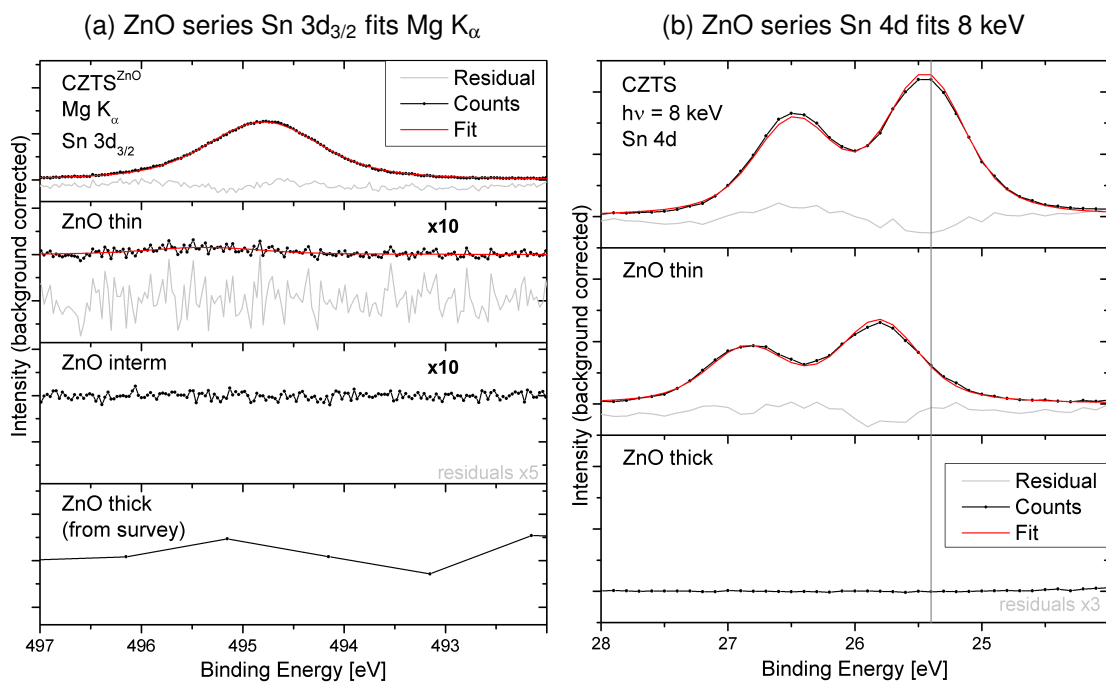 (a) ZnO series Sn 3d3/2 fits Mg Kα
CZTS^ZnO
Mg Kα
Sn 3d3/2
Residual
Counts
Fit
ZnO thin
x10
ZnO interm
x10
residuals x5
ZnO thick
(from survey)
Intensity (background corrected)
497 496 495 494 493
Binding Energy [eV]
(b) ZnO series Sn 4d fits 8 keV
CZTS
hν = 8 keV
Sn 4d
ZnO thin
ZnO thick
Residual
Counts
Fit
residuals x3
Intensity (background corrected)
28 27 26 25
Binding Energy [eV]